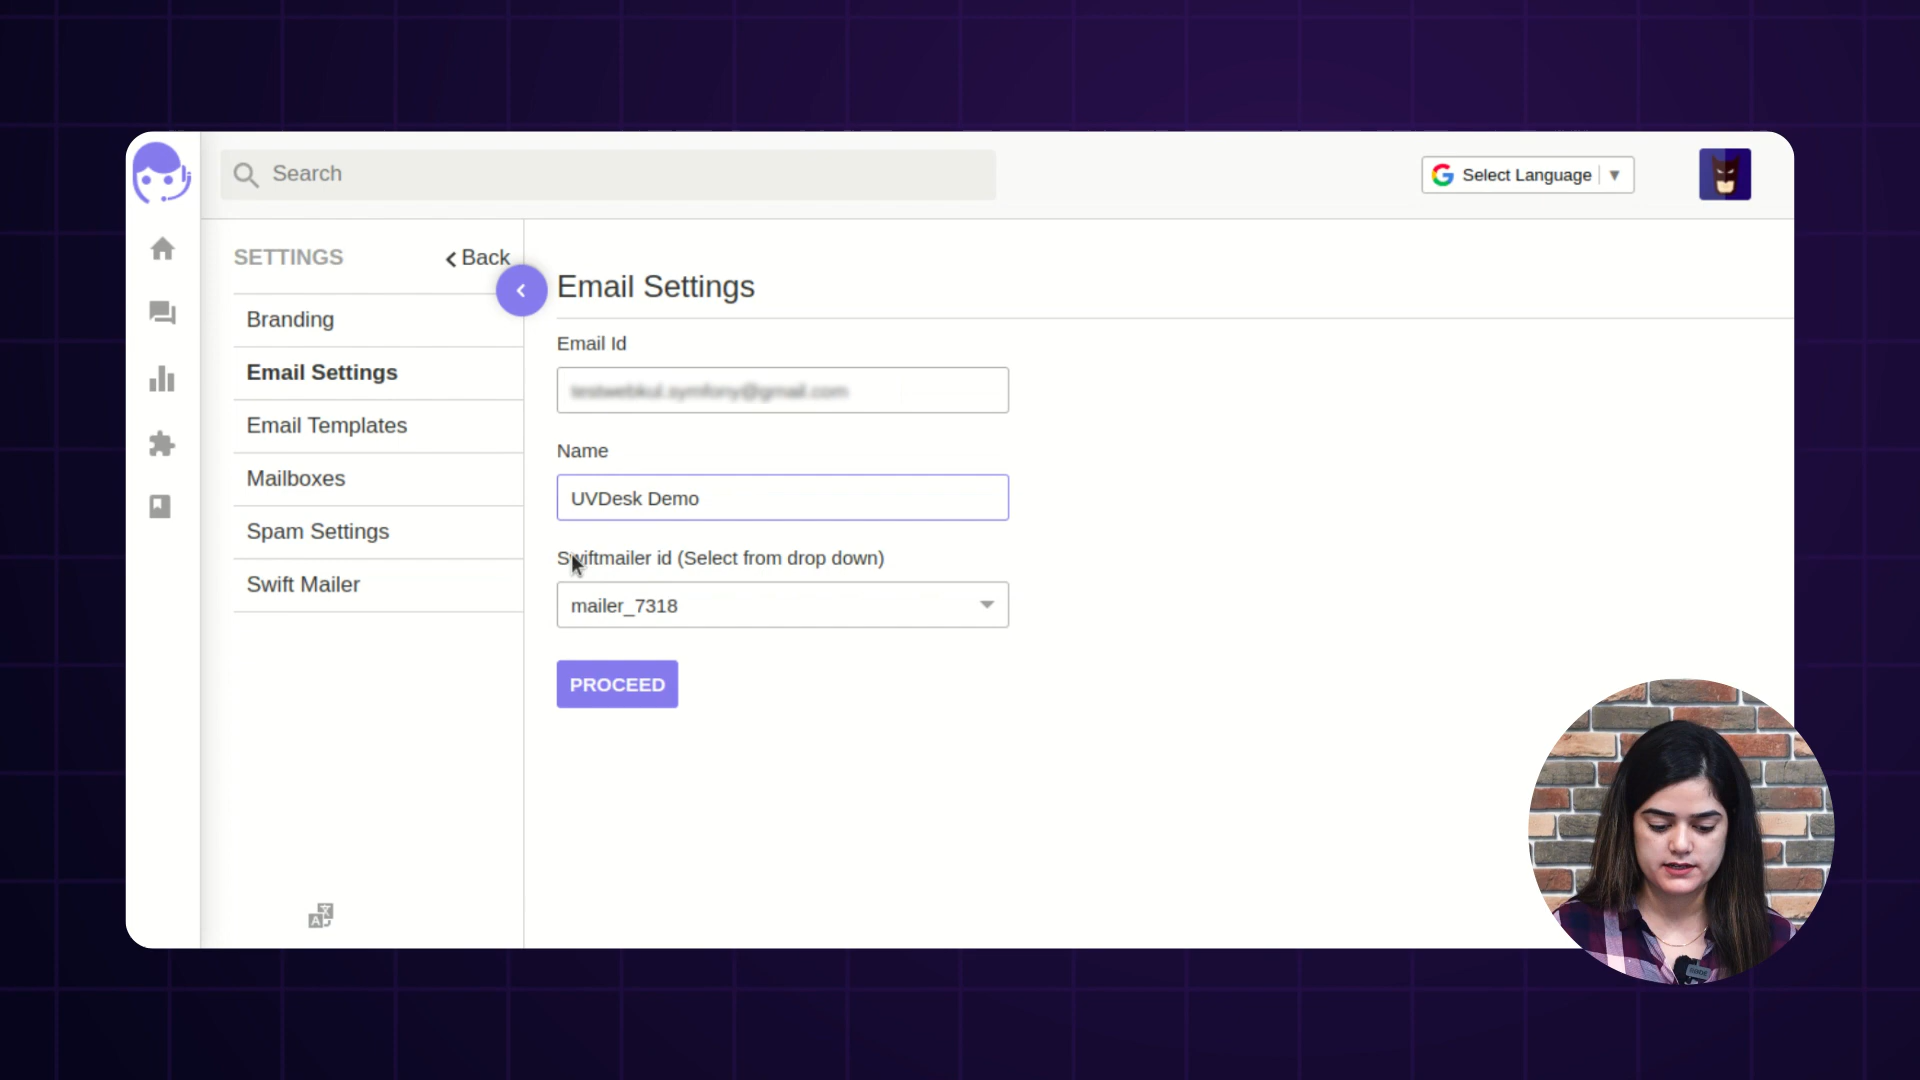 Search
Select Language
SETTINGS
Back
Branding
Email Settings
Email Templates
Mailboxes
Spam Settings
Swift Mailer
Email Settings
Email Id
Name
UVDesk Demo
Swiftmailer id (Select from drop down)
mailer_7318
PROCEED